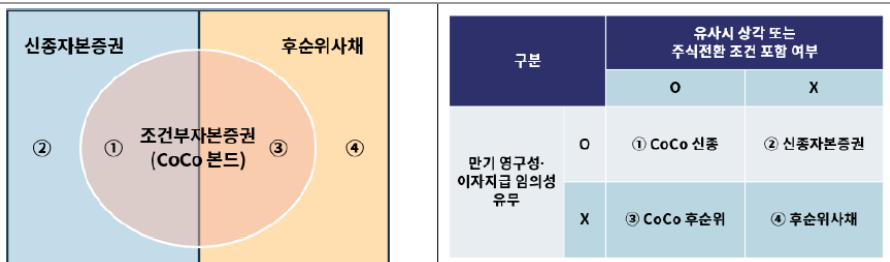 신종자본증권
후순위사채
②
①
조건부자본증권
(CoCo 본드)
③
④
구분
유사시 상각 또는
주식전환 조건 포함 여부
O
X
만기 영구성·
이자지급 임의성
유무
O
① CoCo 신종
② 신종자본증권
X
③ CoCo 후순위
④ 후순위사채